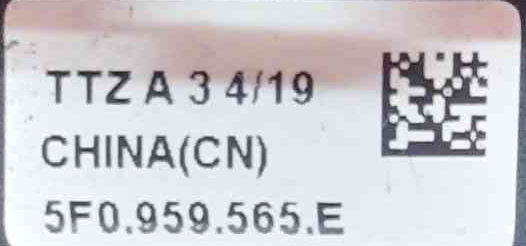 TTZ A 3 4/19
CHINA(CN)
5F0.959.565.E